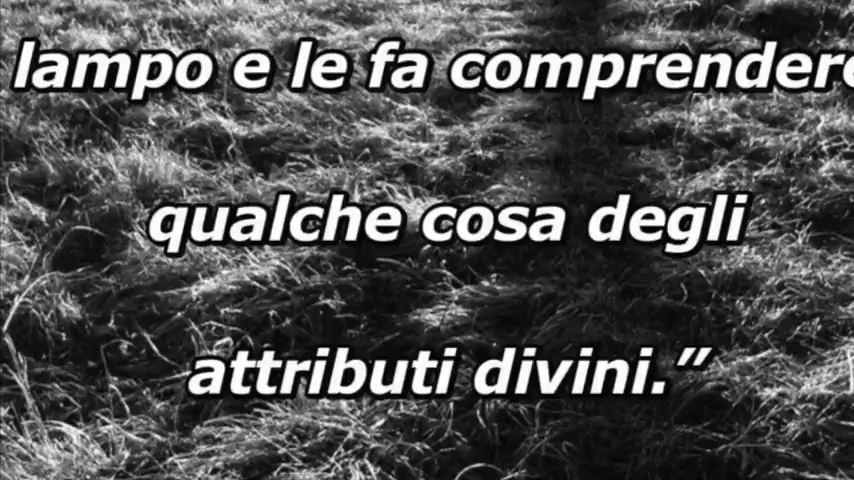 lampo e le fa comprendere
qualche cosa degli
attributi divini.”